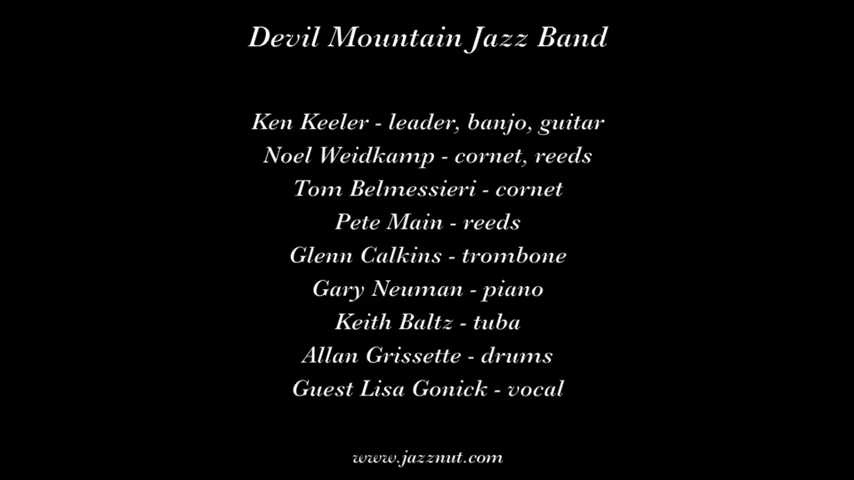 Devil Mountain Jazz Band
Ken Keeler - leader, banjo, guitar
Noel Weidkamp - cornet, reeds
Tom Belmessieri - cornet
Pete Main - reeds
Glenn Calkins - trombone
Gary Neuman - piano
Keith Baltz - tuba
Allan Grissette - drums
Guest Lisa Gonick - vocal
www.jazznut.com